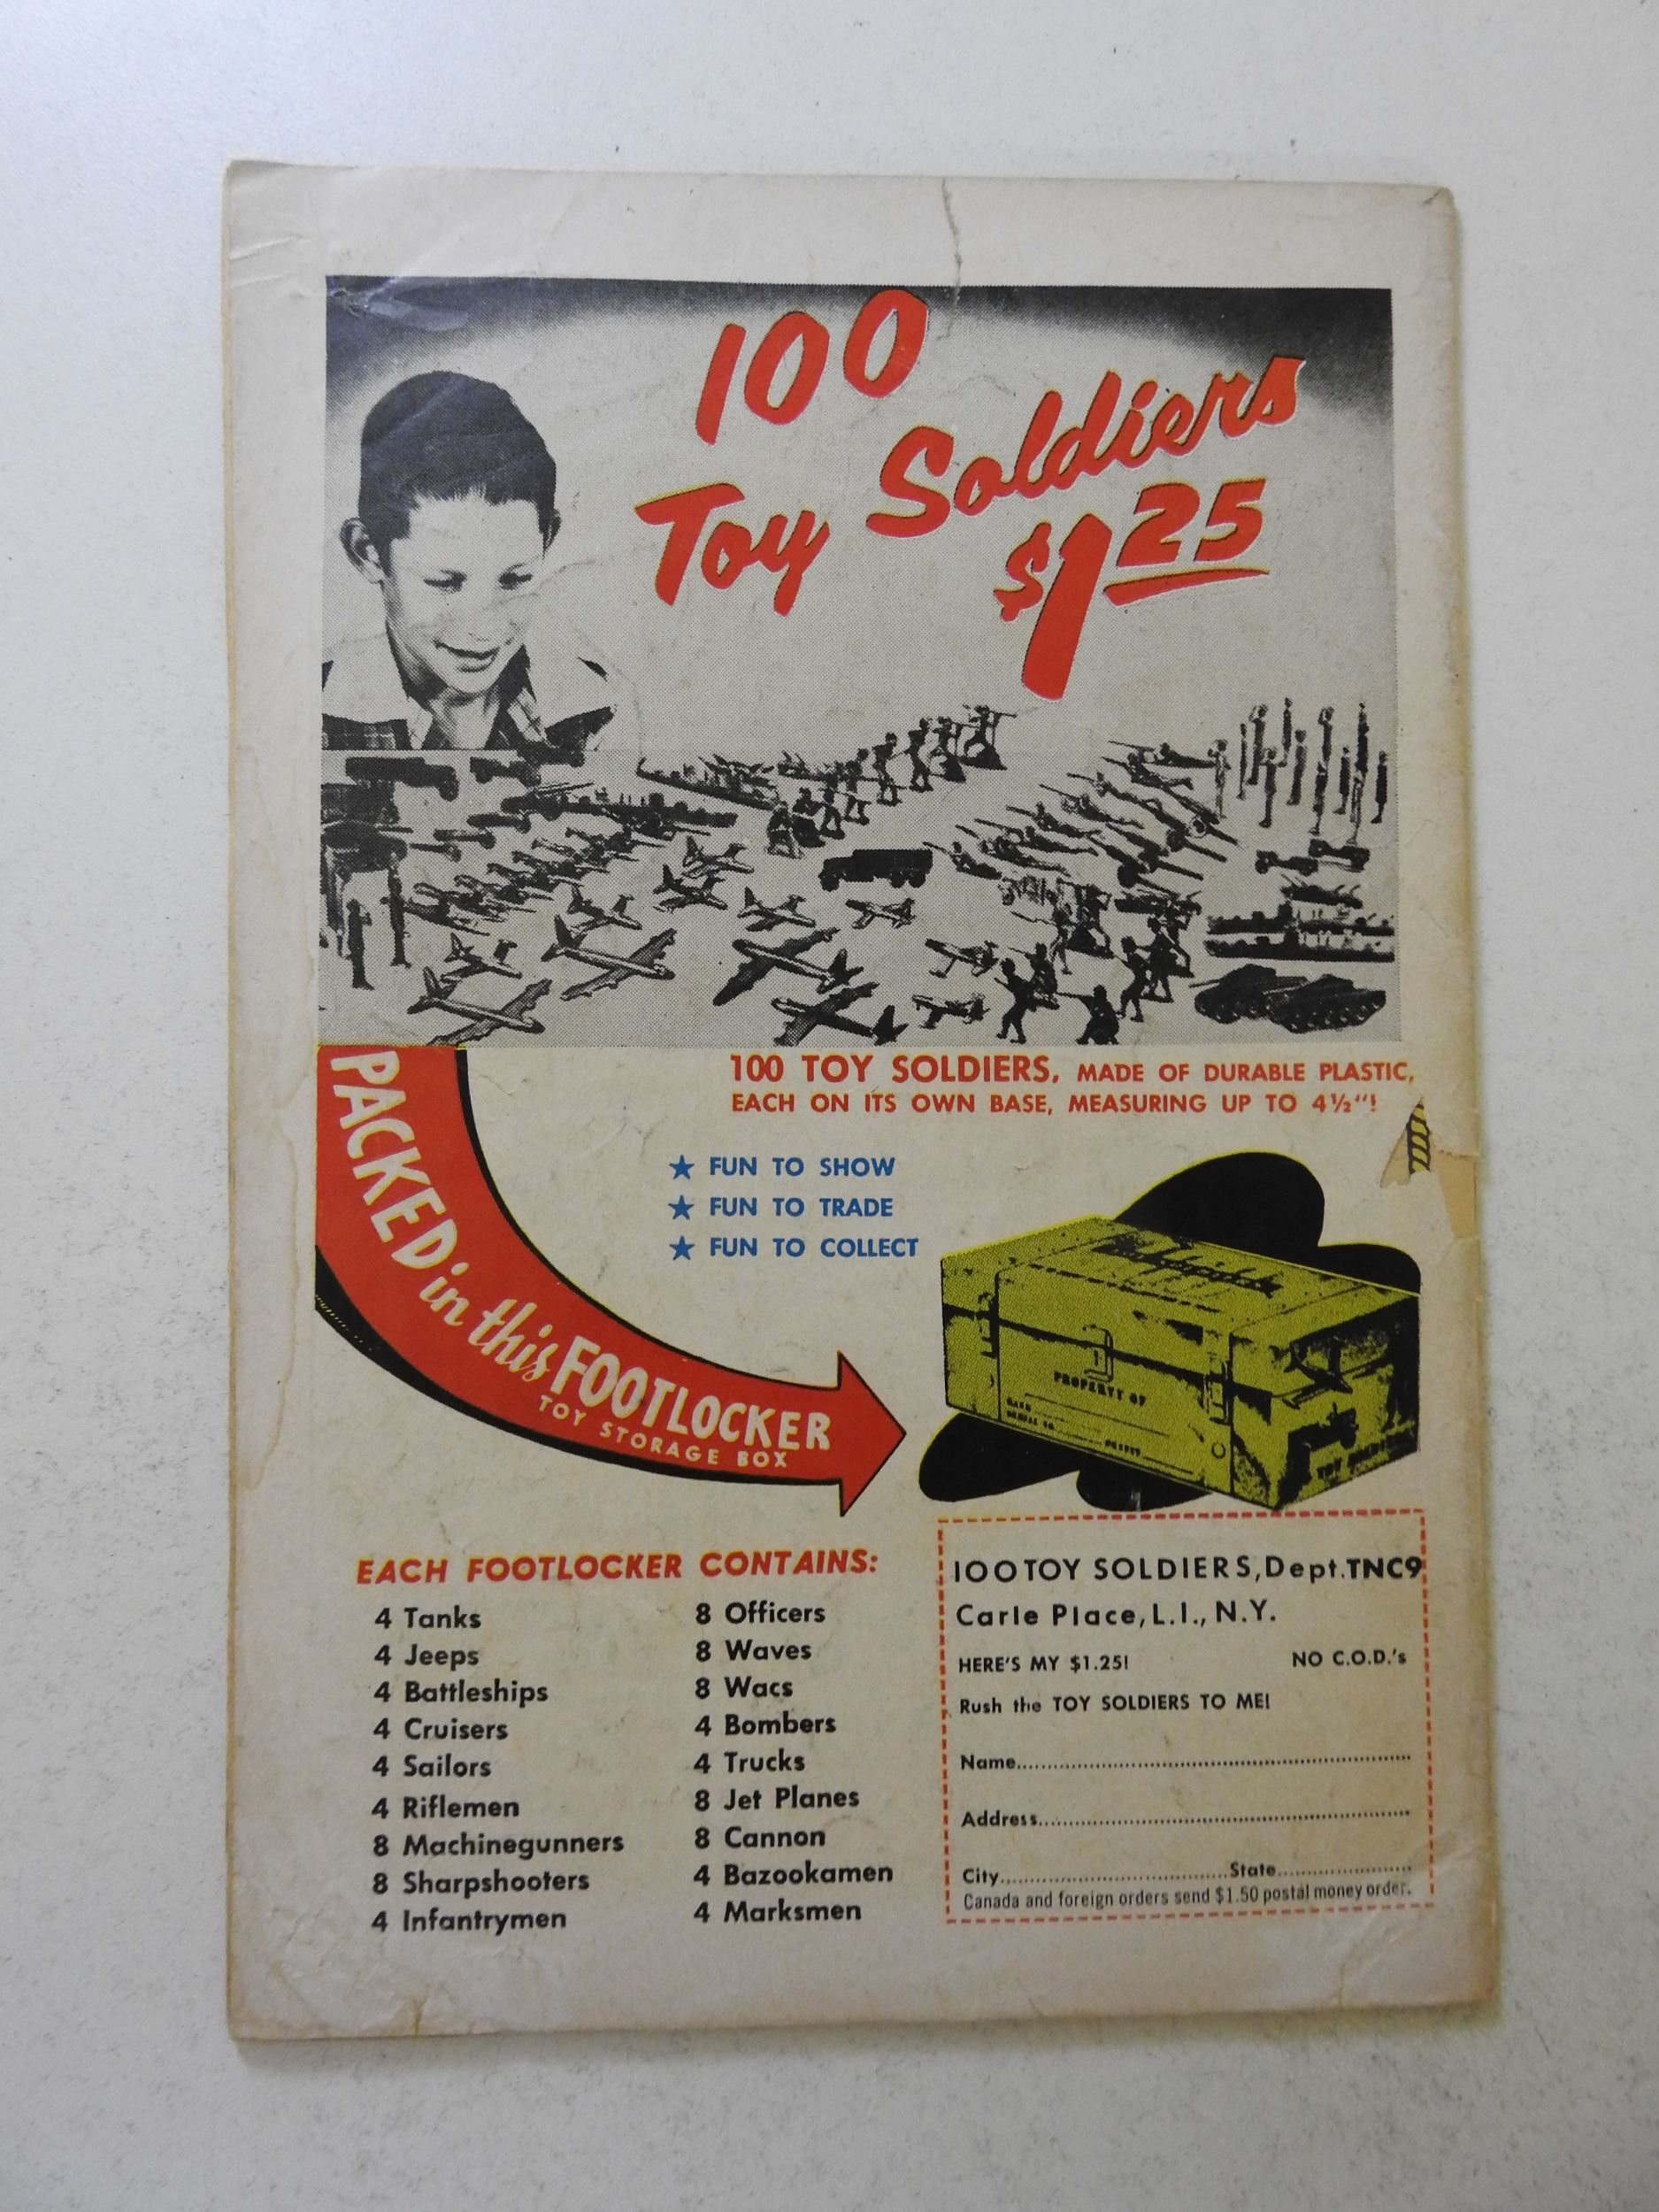 100
Toy Soldiers
$1.25
100 TOY SOLDIERS, MADE OF DURABLE PLASTIC,
EACH ON ITS OWN BASE, MEASURING UP TO 4½"!
PACKED in this FOOTLOCKER
TOY STORAGE BOX
★ FUN TO SHOW
★ FUN TO TRADE
★ FUN TO COLLECT
PROPERTY OF
TOY
EACH FOOTLOCKER CONTAINS:
4 Tanks
4 Jeeps
4 Battleships
4 Cruisers
4 Sailors
4 Riflemen
8 Machinegunners
8 Sharpshooters
4 Infantrymen
8 Officers
8 Waves
8 Wacs
4 Bombers
4 Trucks
8 Jet Planes
8 Cannon
4 Bazookamen
4 Marksmen
100 TOY SOLDIERS, Dept. TNC9
Carle Place, L.I., N.Y.
HERE'S MY $1.25! NO C.O.D.'s
Rush the TOY SOLDIERS TO ME!
Name
Address
City State
Canada and foreign orders send $1.50 postal money order.